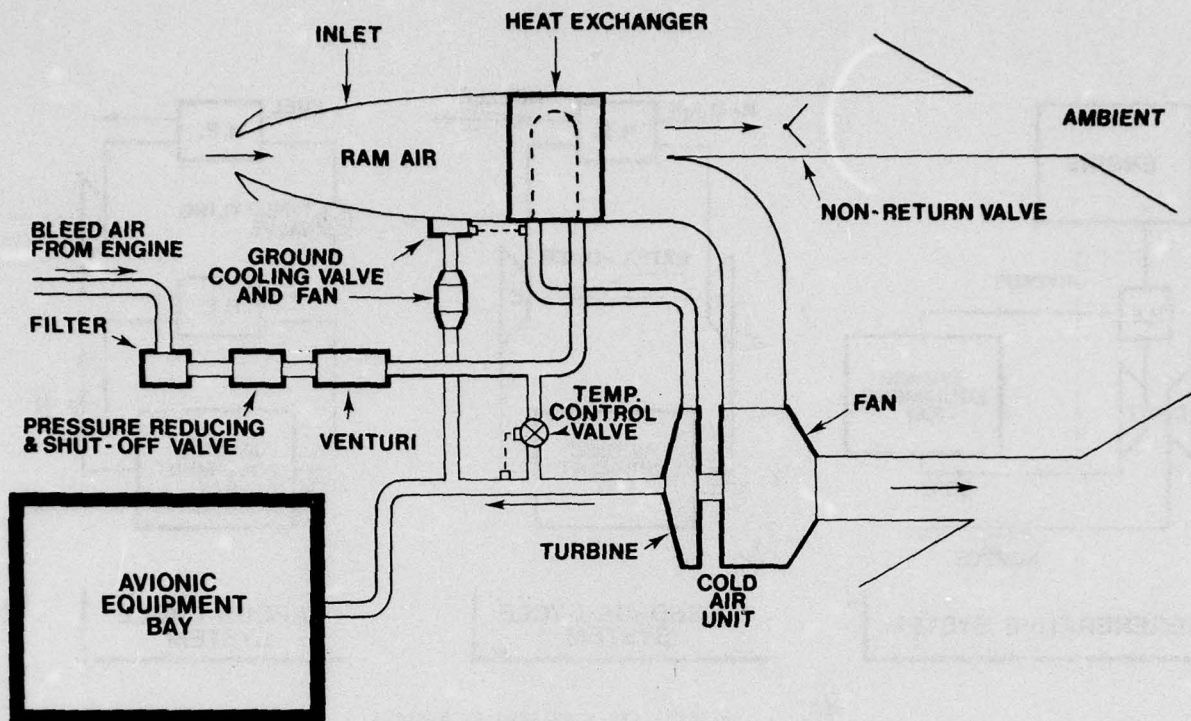 HEAT EXCHANGER
INLET
RAM AIR
AMBIENT
NON-RETURN VALVE
BLEED AIR
FROM ENGINE
GROUND
COOLING VALVE
AND FAN
FILTER
PRESSURE REDUCING
& SHUT-OFF VALVE
VENTURI
TEMP.
CONTROL
VALVE
FAN
TURBINE
COLD
AIR
UNIT
AVIONIC
EQUIPMENT
BAY